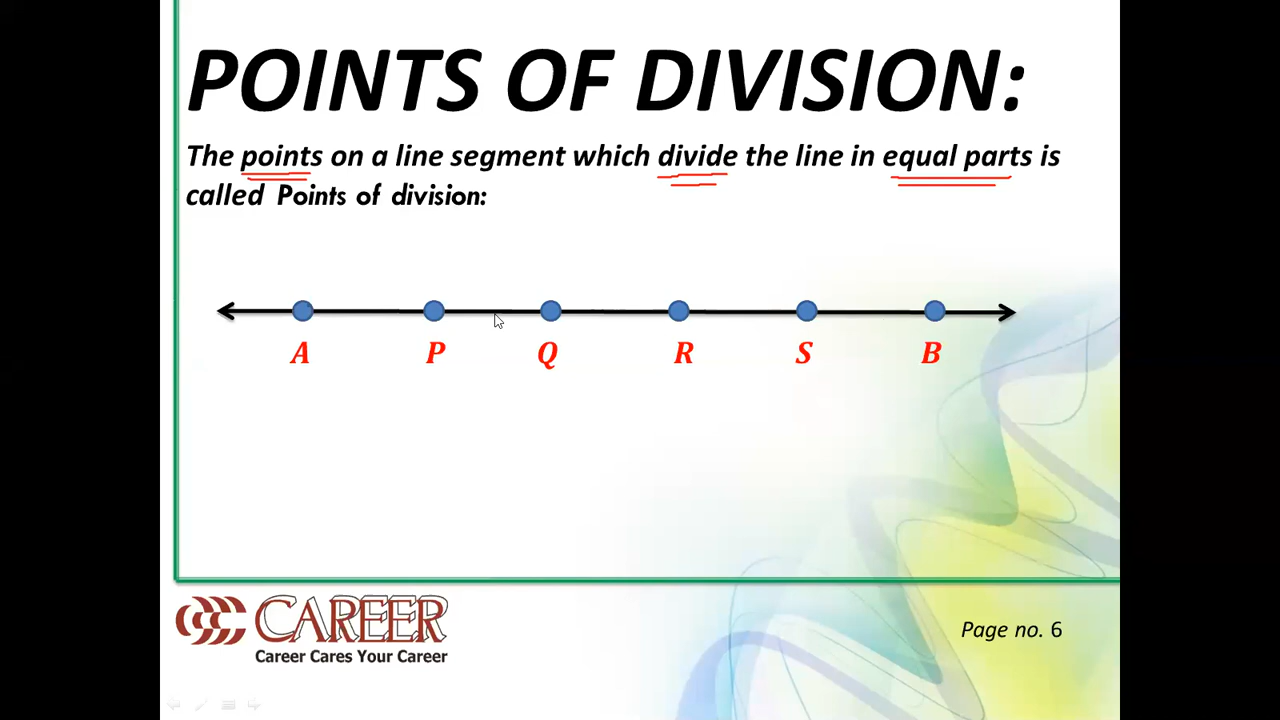 POINTS OF DIVISION:
The points on a line segment which divide the line in equal parts is
called Points of division:
A P Q R S B
CAREER
Career Cares Your Career
Page no. 6